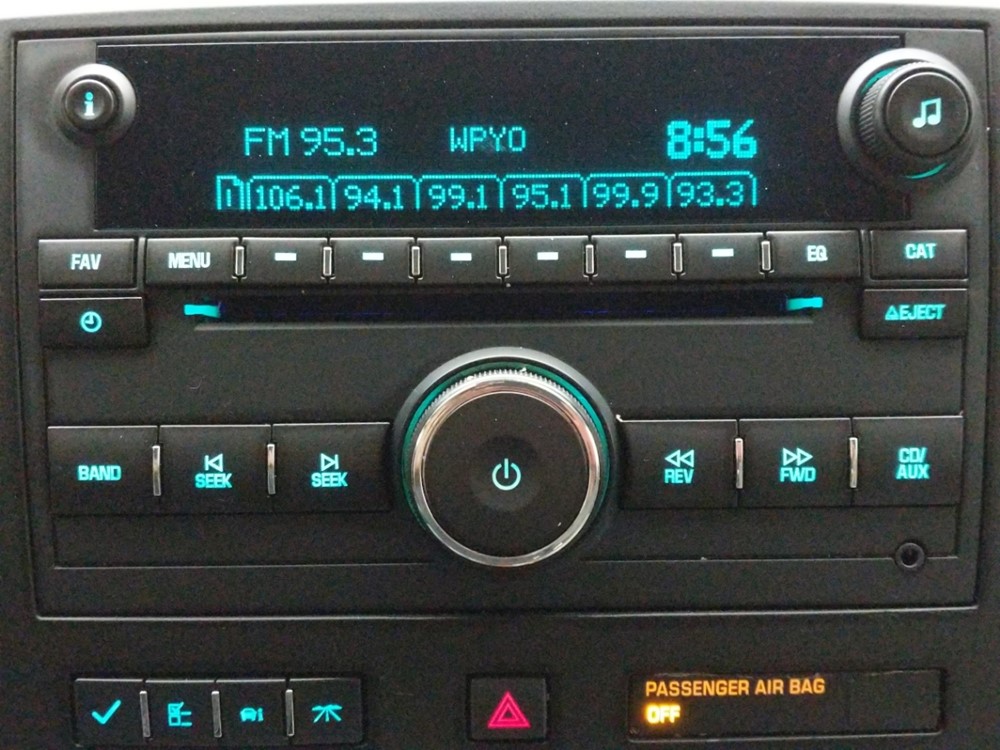 FM 95.3 WPYO 8:56
1 106.1 94.1 99.1 95.1 99.9 93.3
FAV MENU EQ CAT
EJECT
BAND SEEK SEEK REV FWD CD/
AUX
PASSENGER AIR BAG
OFF